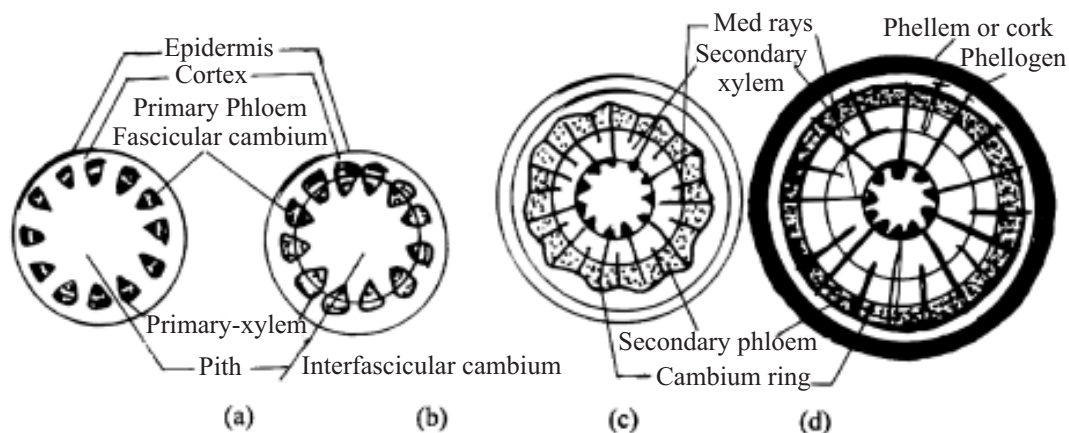 Epidermis
Cortex
Primary Phloem
Fascicular cambium
Primary-xylem
Pith
Interfascicular cambium
Med rays
Secondary
xylem
Phellem or cork
Phellogen
Secondary phloem
Cambium ring
(a)
(b)
(c)
(d)